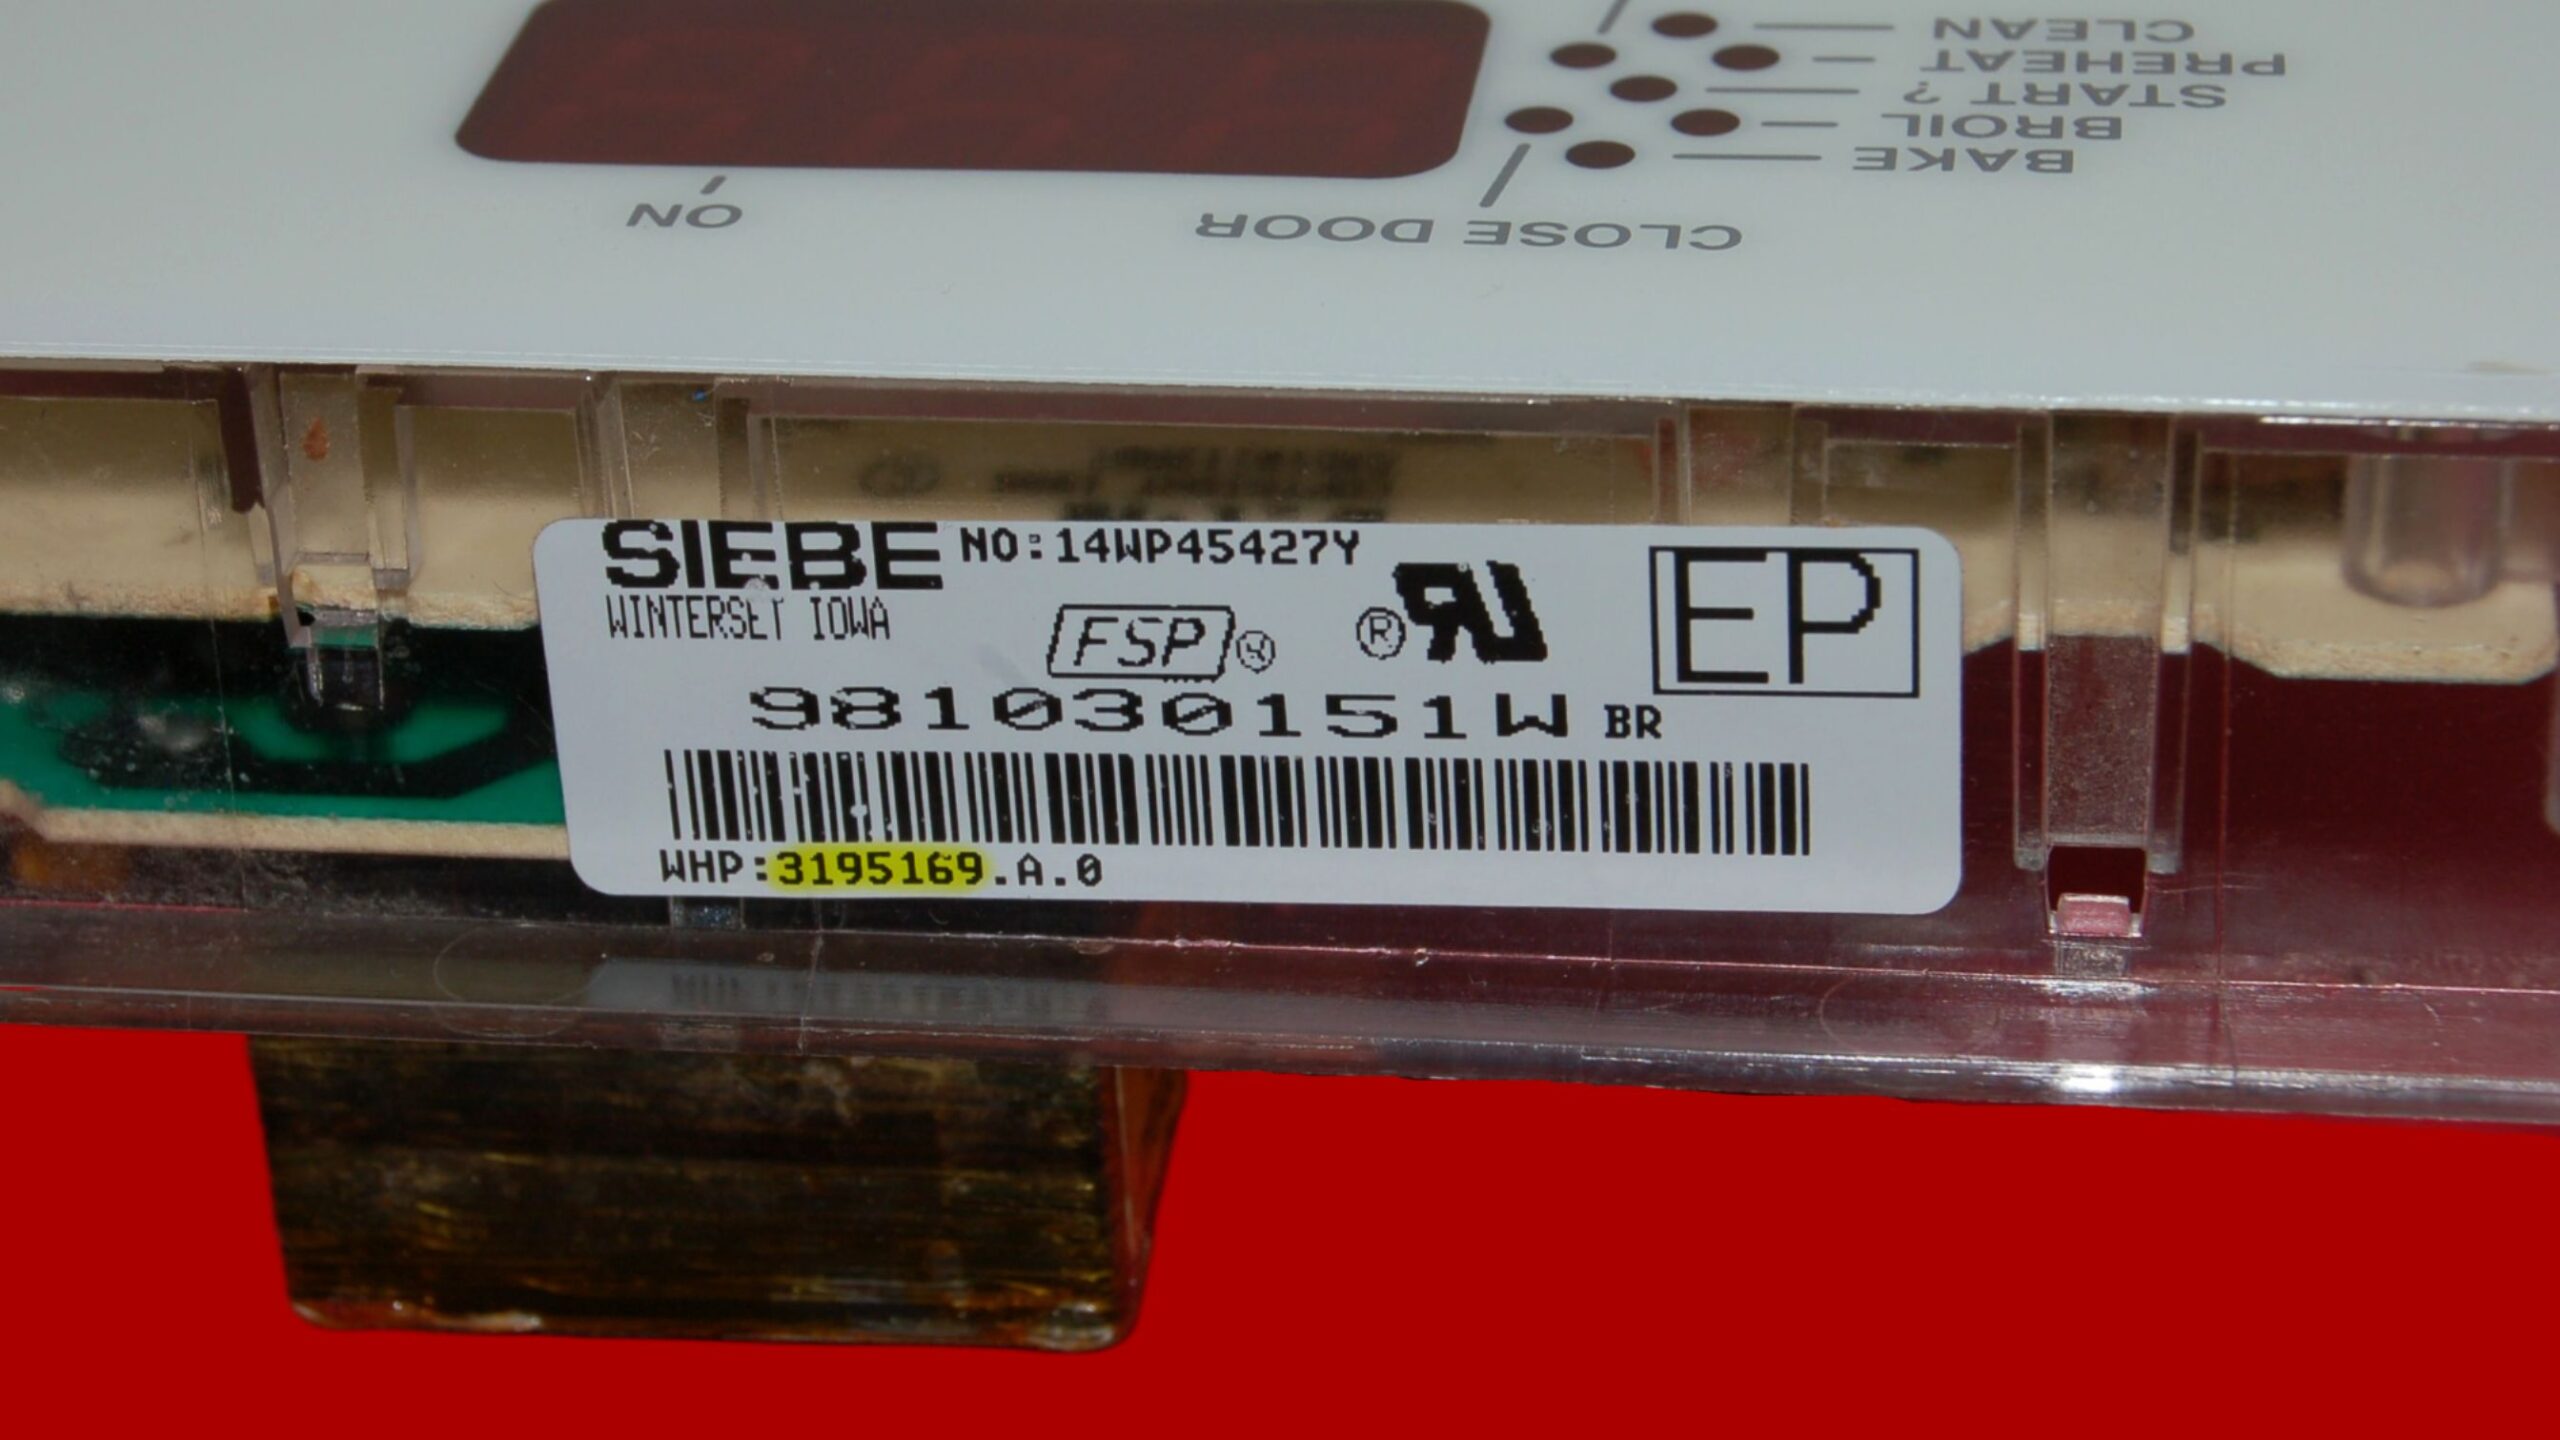 CLEAN
PREHEAT
START ?
BROIL
BAKE
ON
CLOSE DOOR
SIEBE NO:14WP45427Y
WINTERSET IOWA
FSP ® ® RU
EP
981030151W BR
WHP:3195169.A.0